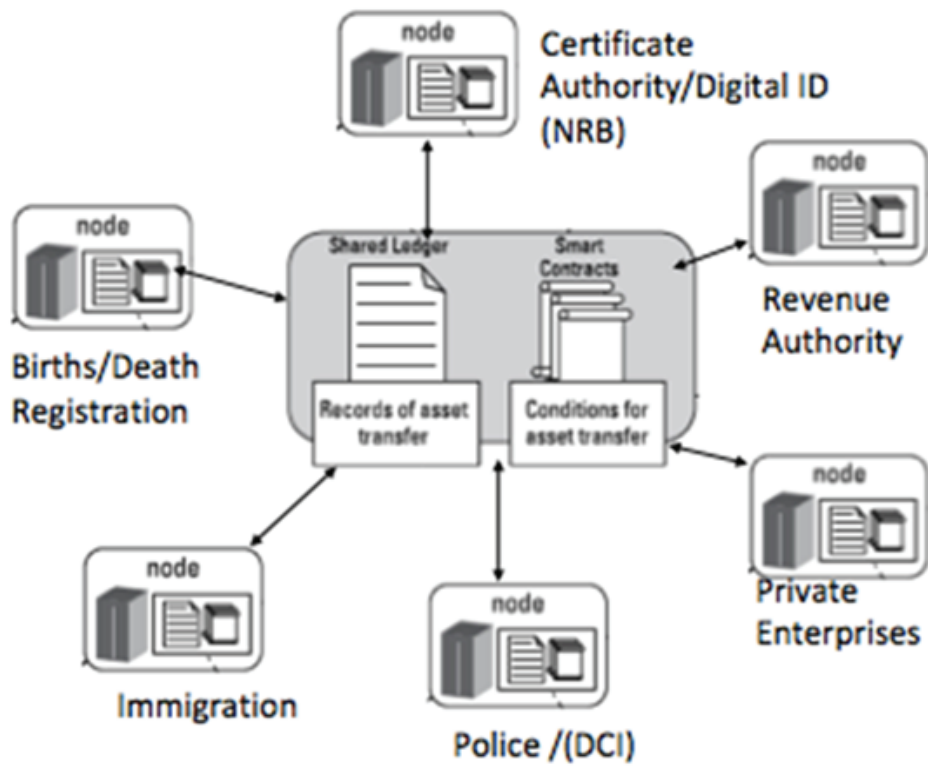 node
Certificate
Authority/Digital ID
(NRB)
node
Revenue
Authority
node
Births/Death
Registration
Shared Ledger
Smart
Contracts
Records of asset
transfer
Conditions for
asset transfer
node
Private
Enterprises
node
Immigration
node
Police /(DCI)